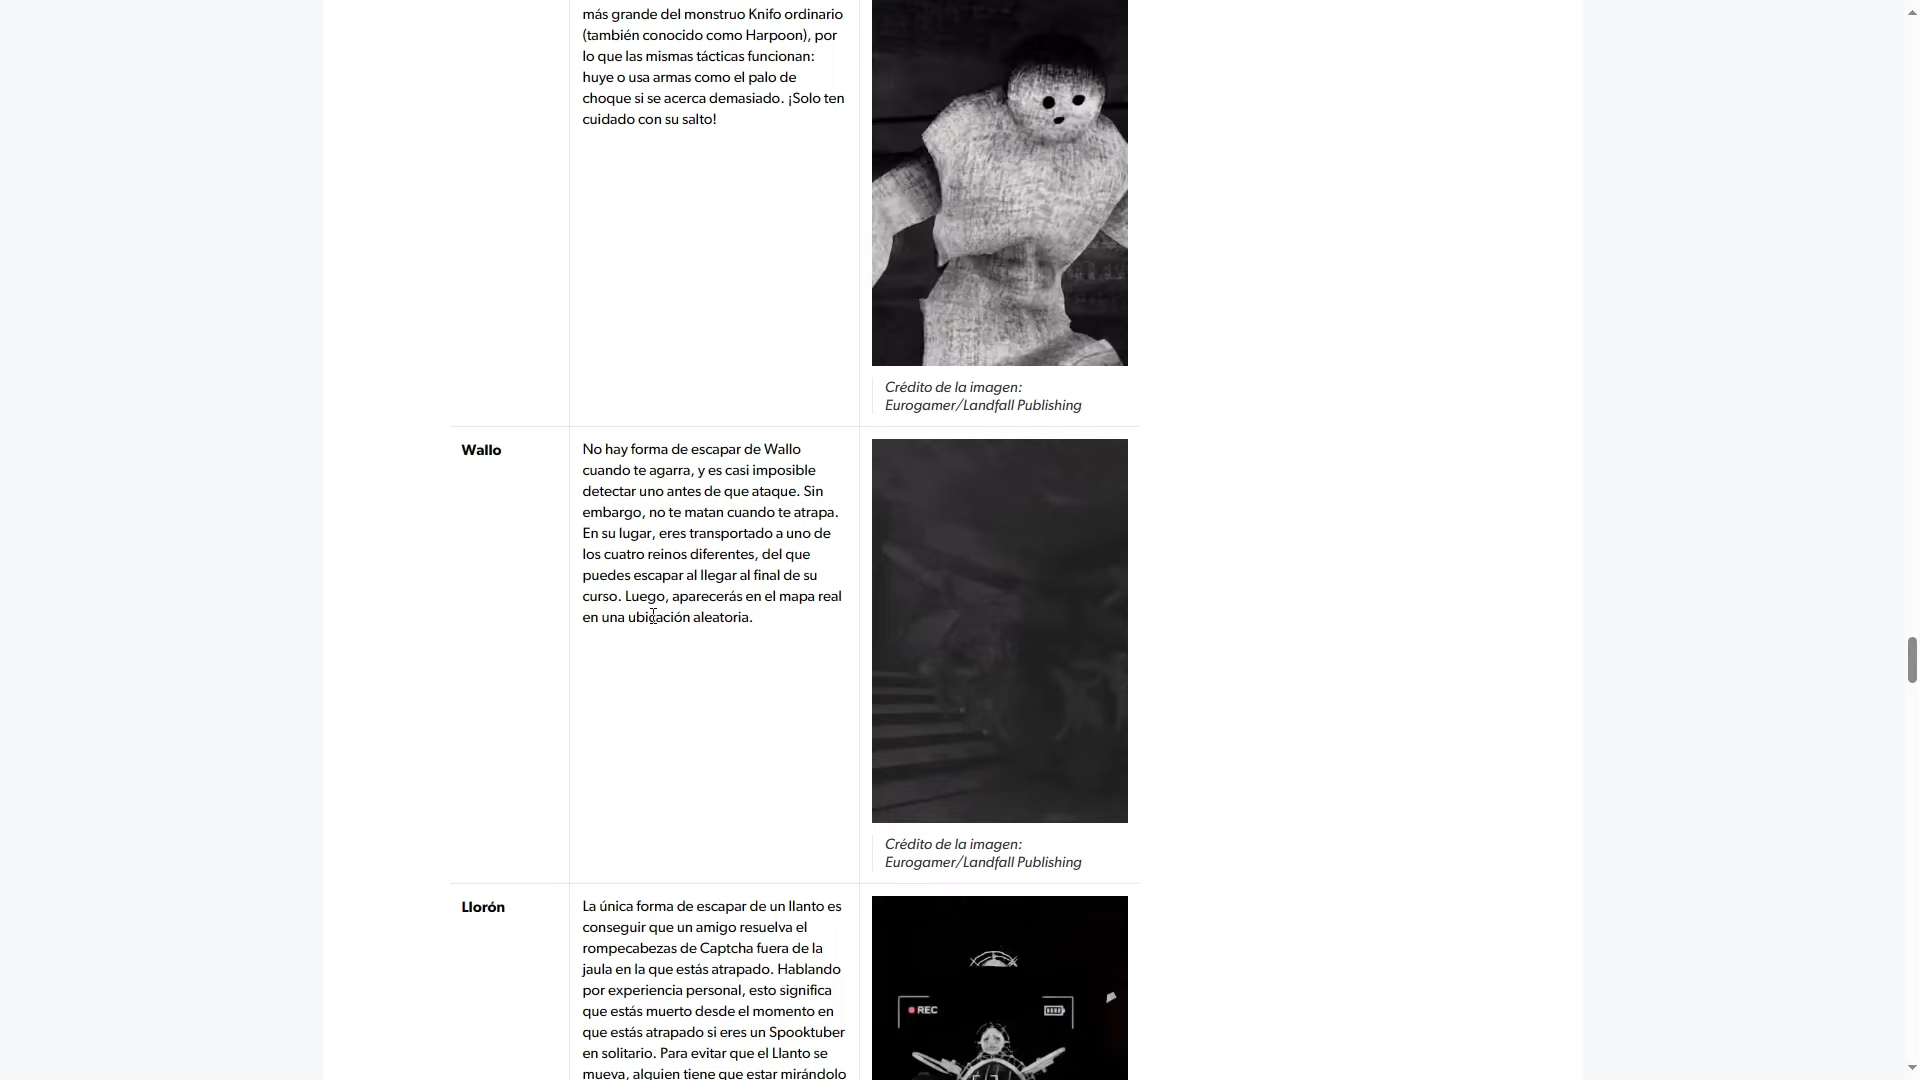 más grande del monstruo Knifo ordinario
(también conocido como Harpoon), por
lo que las mismas tácticas funcionan:
huye o usa armas como el palo de
choque si se acerca demasiado. ¡Solo ten
cuidado con su salto!
Crédito de la imagen:
Eurogamer/Landfall Publishing
Wallo
No hay forma de escapar de Wallo
cuando te agarra, y es casi imposible
detectar uno antes de que ataque. Sin
embargo, no te matan cuando te atrapa.
En su lugar, eres transportado a uno de
los cuatro reinos diferentes, del que
puedes escapar al llegar al final de su
curso. Luego, aparecerás en el mapa real
en una ubicación aleatoria.
Crédito de la imagen:
Eurogamer/Landfall Publishing
Llorón
La única forma de escapar de un llanto es
conseguir que un amigo resuelva el
rompecabezas de Captcha fuera de la
jaula en la que estás atrapado. Hablando
por experiencia personal, esto significa
que estás muerto desde el momento en
que estás atrapado si eres un Spooktuber
en solitario. Para evitar que el Llanto se
mueva, alguien tiene que estar mirándolo
REC